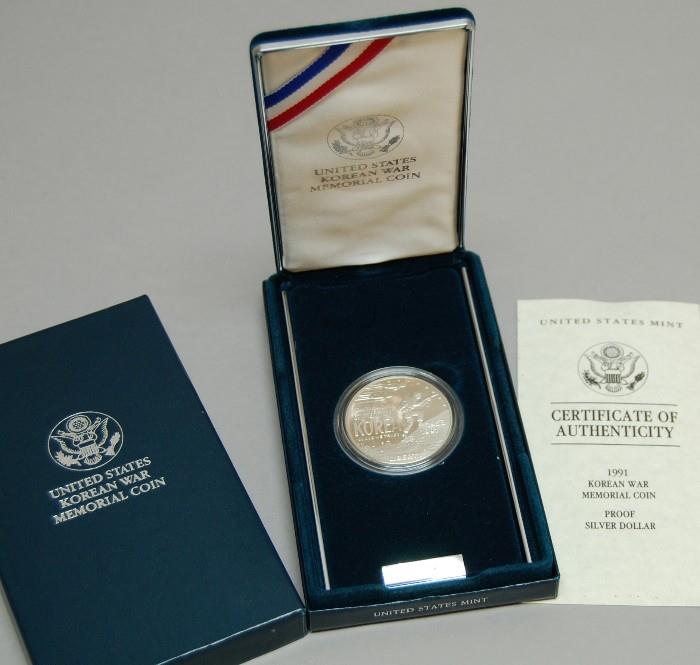 UNITED STATES
KOREAN WAR
MEMORIAL COIN
UNITED STATES
KOREAN WAR
MEMORIAL COIN
KOREA
LIBERTY
UNITED STATES MINT
UNITED STATES MINT
CERTIFICATE OF
AUTHENTICITY
1991
KOREAN WAR
MEMORIAL COIN
PROOF
SILVER DOLLAR